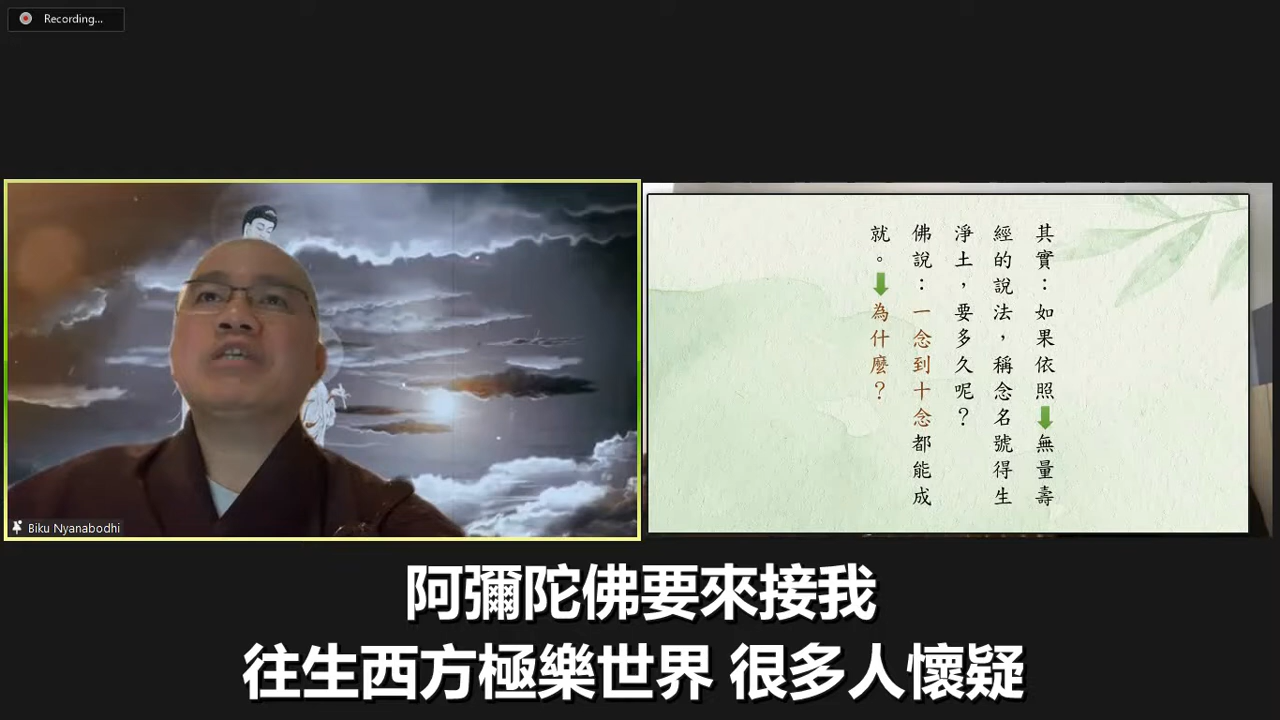 Recording...
Biku Nyanabodhi
其實：如果依照⬇無量壽
經的說法，稱念名號得生
淨土，要多久呢？
佛說：一念到十念都能成
就。⬇為什麼？
阿彌陀佛要來接我
往生西方極樂世界 很多人懷疑